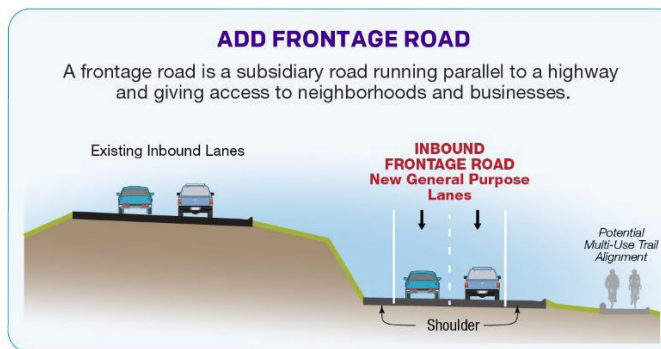 ADD FRONTAGE ROAD
A frontage road is a subsidiary road running parallel to a highway
and giving access to neighborhoods and businesses.
Existing Inbound Lanes
INBOUND
FRONTAGE ROAD
New General Purpose
Lanes
Potential
Multi-Use Trail
Alignment
Shoulder